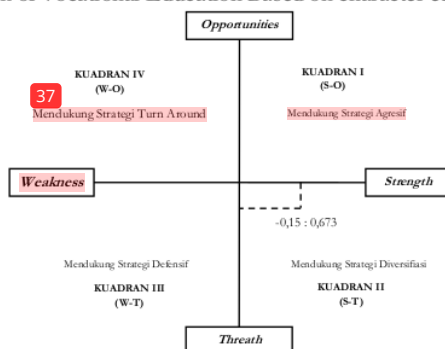 Opportunities
KUADRAN IV
(W-O)
37
Mendukung Strategi Turn Around
KUADRAN I
(S-O)
Mendukung Strategi Agresif
Weakness
Strength
-0,15 : 0,673
Mendukung Strategi Defensif
KUADRAN III
(W-T)
Mendukung Strategi Diversifiasi
KUADRAN II
(S-T)
Threath